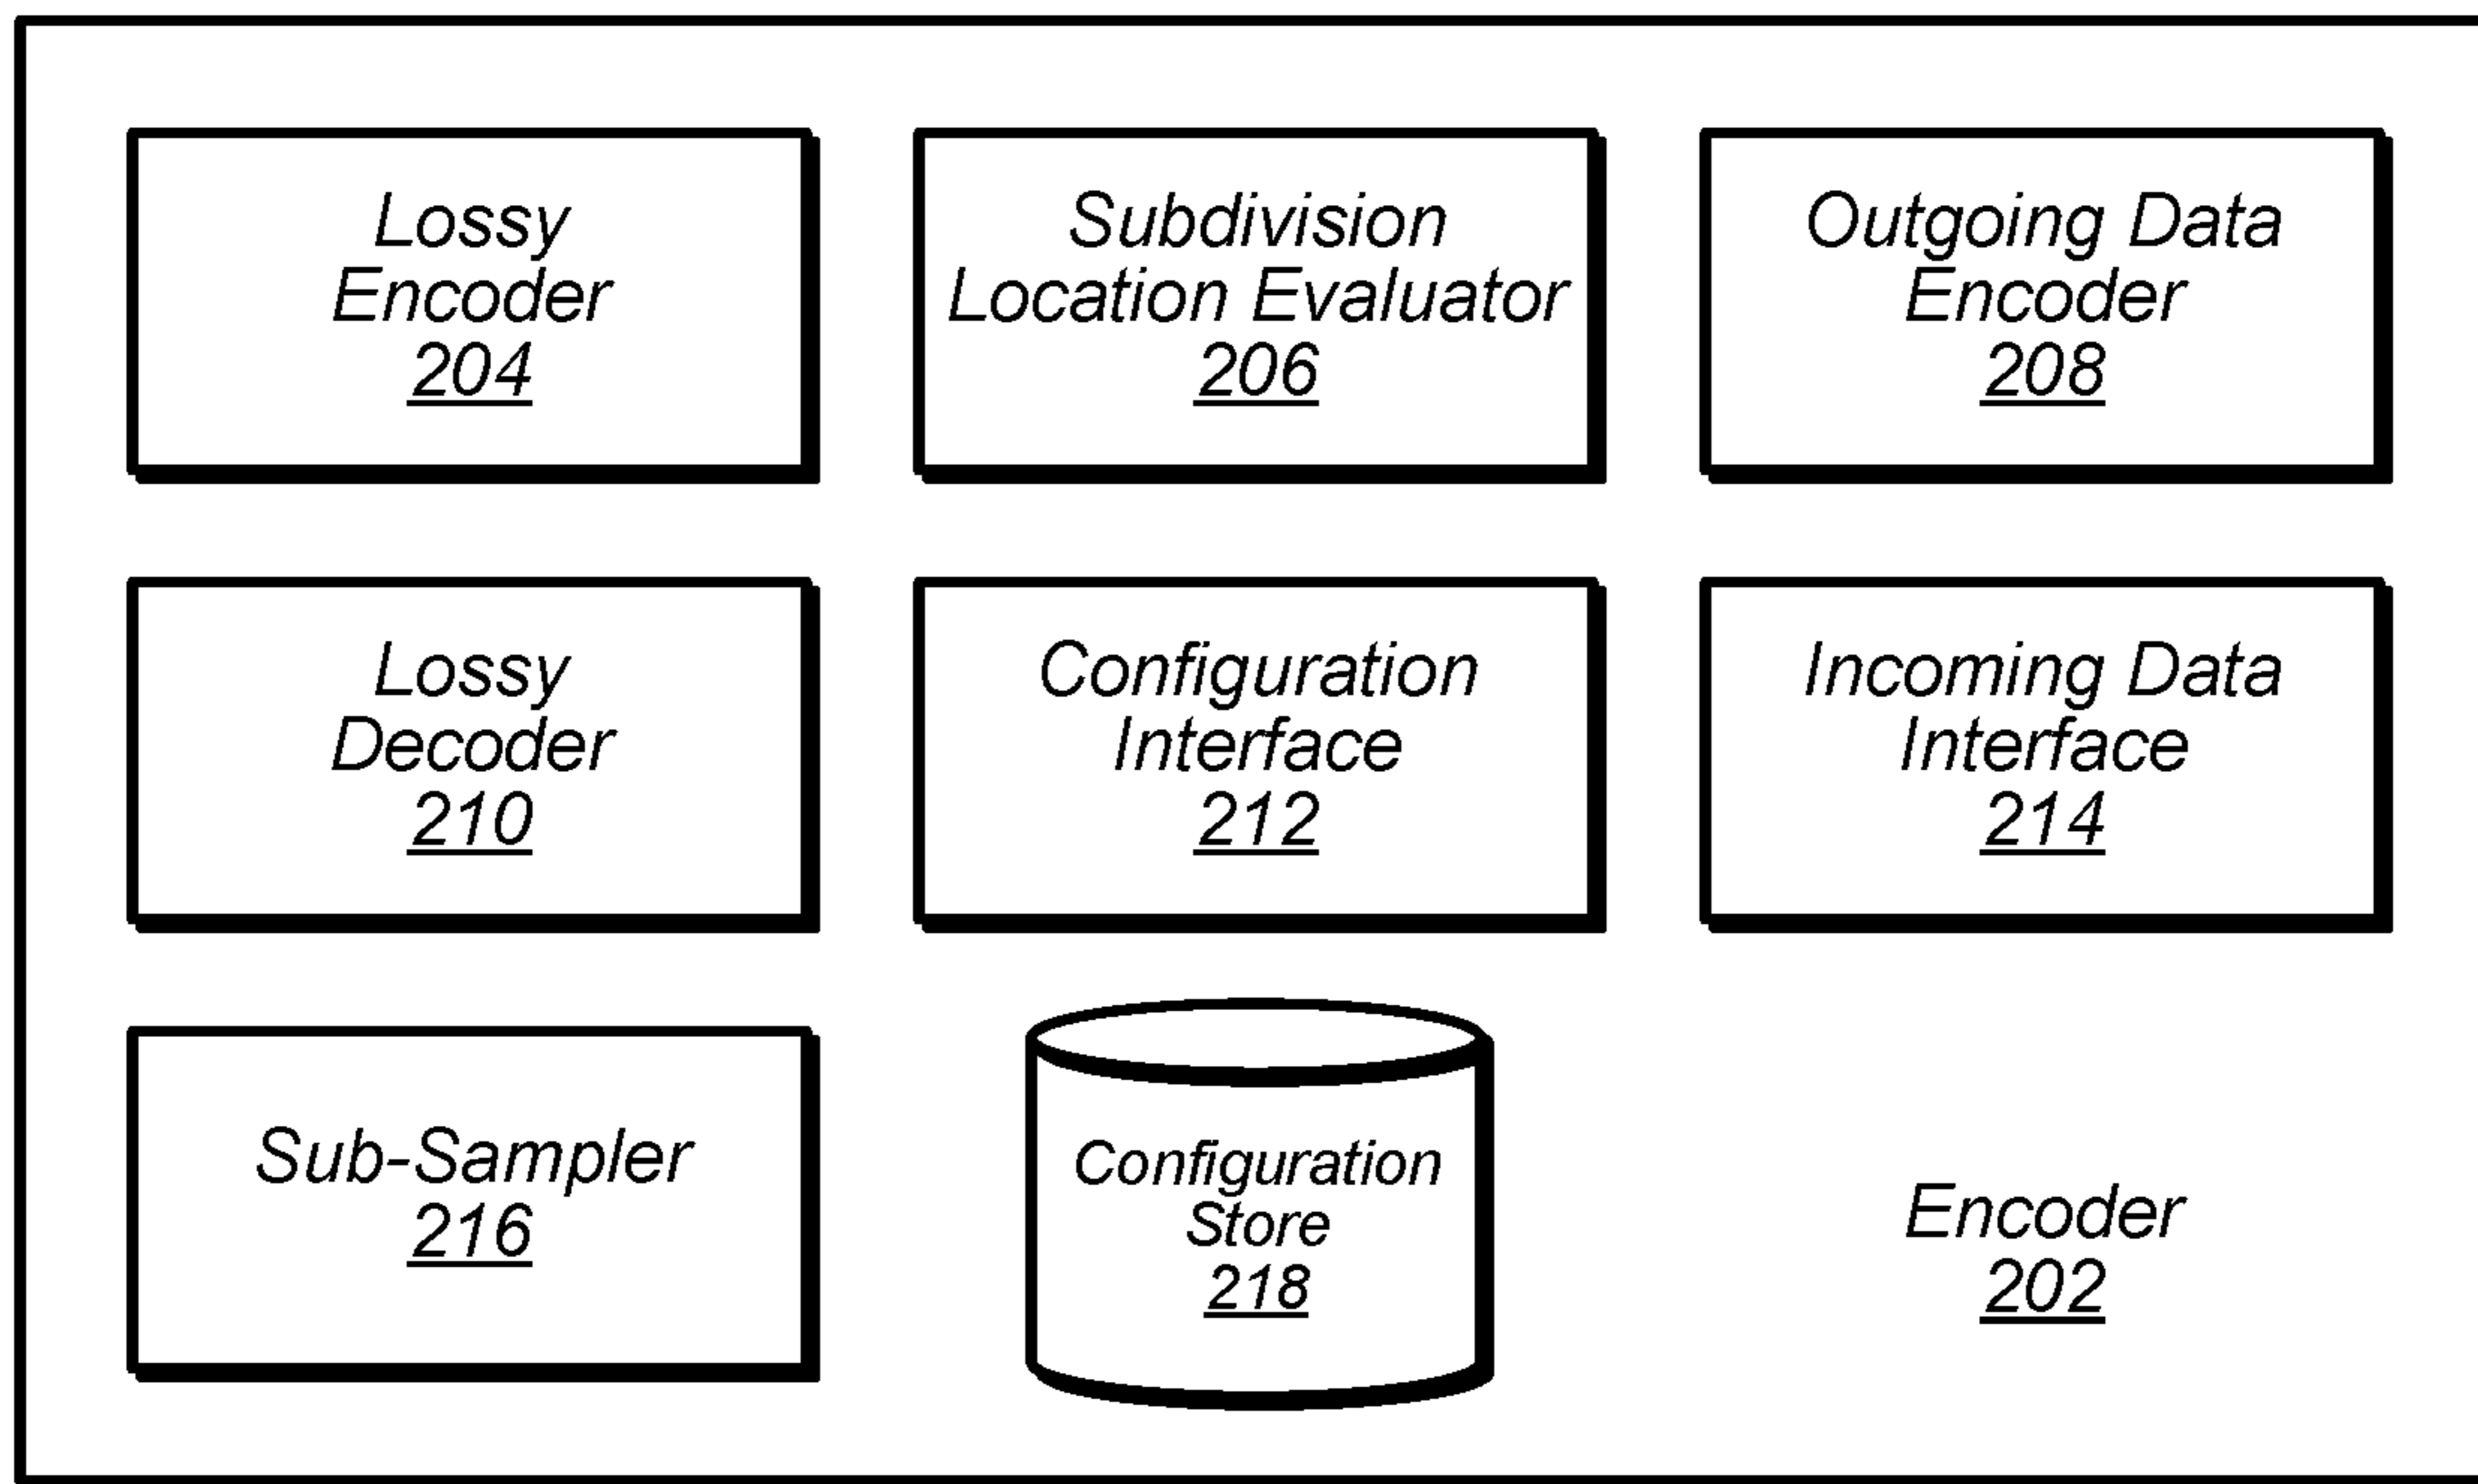 Lossy
Encoder
204
Subdivision
Location Evaluator
206
Outgoing Data
Encoder
208
Lossy
Decoder
210
Configuration
Interface
212
Incoming Data
Interface
214
Sub-Sampler
216
Configuration
Store
218
Encoder
202